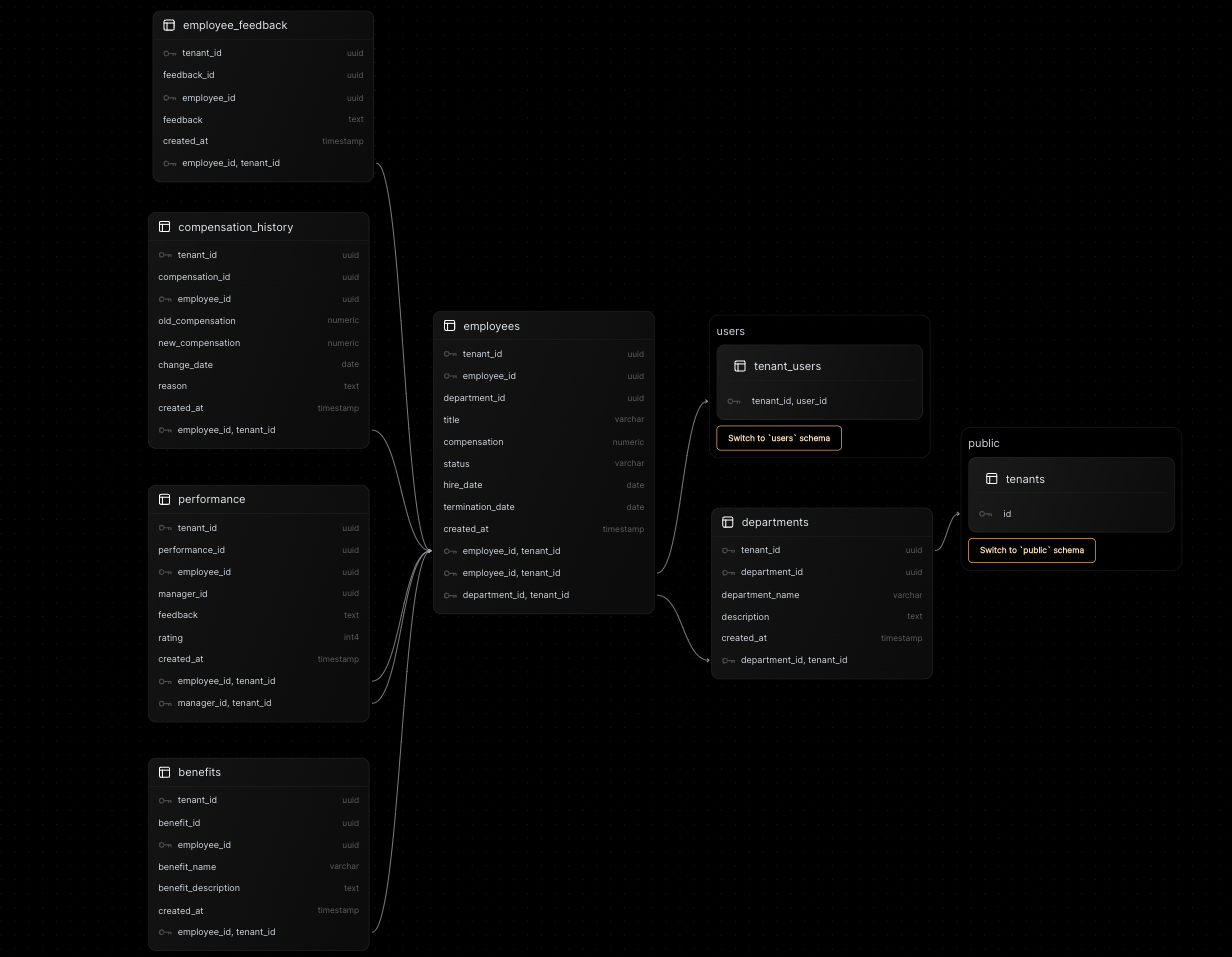 employee_feedback
tenant_id uuid
feedback_id uuid
employee_id uuid
feedback text
created_at timestamp
employee_id, tenant_id
compensation_history
tenant_id uuid
compensation_id uuid
employee_id uuid
old_compensation numeric
new_compensation numeric
change_date date
reason text
created_at timestamp
employee_id, tenant_id
performance
tenant_id uuid
performance_id uuid
employee_id uuid
manager_id uuid
feedback text
rating int4
created_at timestamp
employee_id, tenant_id
manager_id, tenant_id
benefits
tenant_id uuid
benefit_id uuid
employee_id uuid
benefit_name varchar
benefit_description text
created_at timestamp
employee_id, tenant_id
employees
tenant_id uuid
employee_id uuid
department_id uuid
title varchar
compensation numeric
status varchar
hire_date date
termination_date date
created_at timestamp
employee_id, tenant_id
employee_id, tenant_id
department_id, tenant_id
users
tenant_users
tenant_id, user_id
Switch to `users` schema
departments
tenant_id uuid
department_id uuid
department_name varchar
description text
created_at timestamp
department_id, tenant_id
public
tenants
id
Switch to `public` schema